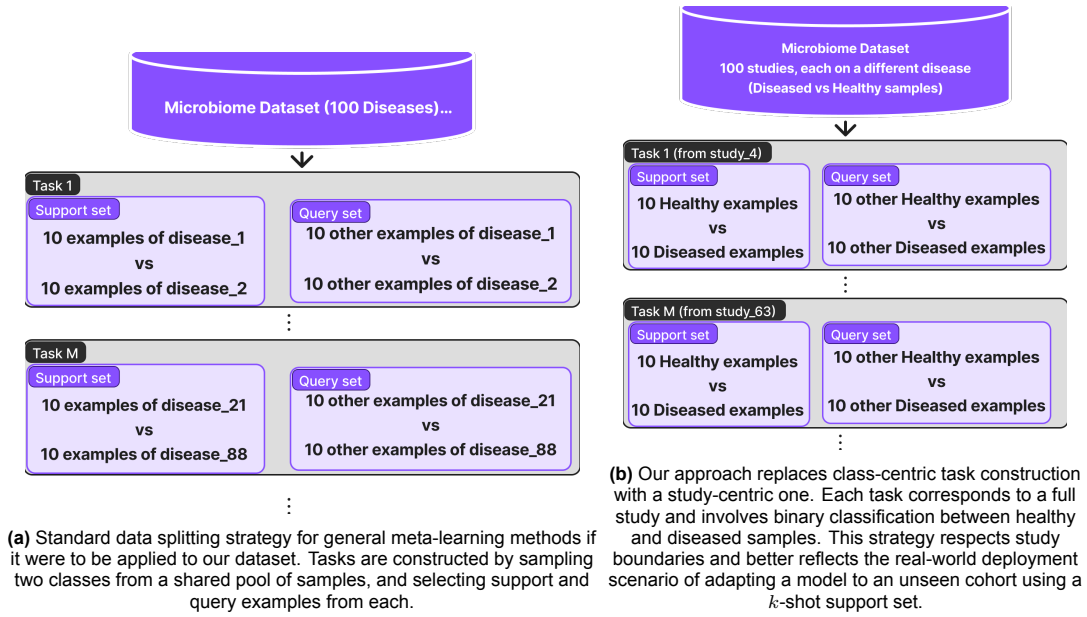 Microbiome Dataset (100 Diseases)...
Task 1
Support set
10 examples of disease_1
vs
10 examples of disease_2
Query set
10 other examples of disease_1
vs
10 other examples of disease_2
⋮
Task M
Support set
10 examples of disease_21
vs
10 examples of disease_88
Query set
10 other examples of disease_21
vs
10 other examples of disease_88
⋮
(a) Standard data splitting strategy for general meta-learning methods if
it were to be applied to our dataset. Tasks are constructed by sampling
two classes from a shared pool of samples, and selecting support and
query examples from each.
Microbiome Dataset
100 studies, each on a different disease
(Diseased vs Healthy samples)
Task 1 (from study_4)
Support set
10 Healthy examples
vs
10 Diseased examples
Query set
10 other Healthy examples
vs
10 other Diseased examples
⋮
Task M (from study_63)
Support set
10 Healthy examples
vs
10 Diseased examples
Query set
10 other Healthy examples
vs
10 other Diseased examples
⋮
(b) Our approach replaces class-centric task construction
with a study-centric one. Each task corresponds to a full
study and involves binary classification between healthy
and diseased samples. This strategy respects study
boundaries and better reflects the real-world deployment
scenario of adapting a model to an unseen cohort using a
k-shot support set.